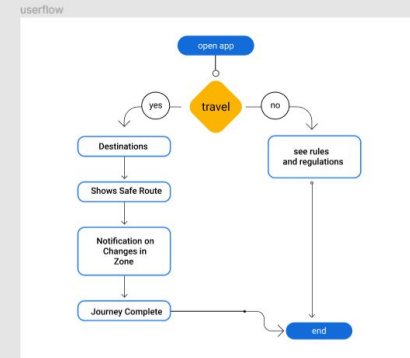 userflow
open app
yes
travel
no
Destinations
see rules
and regulations
Shows Safe Route
Notification on
Changes in
Zone
Journey Complete
end